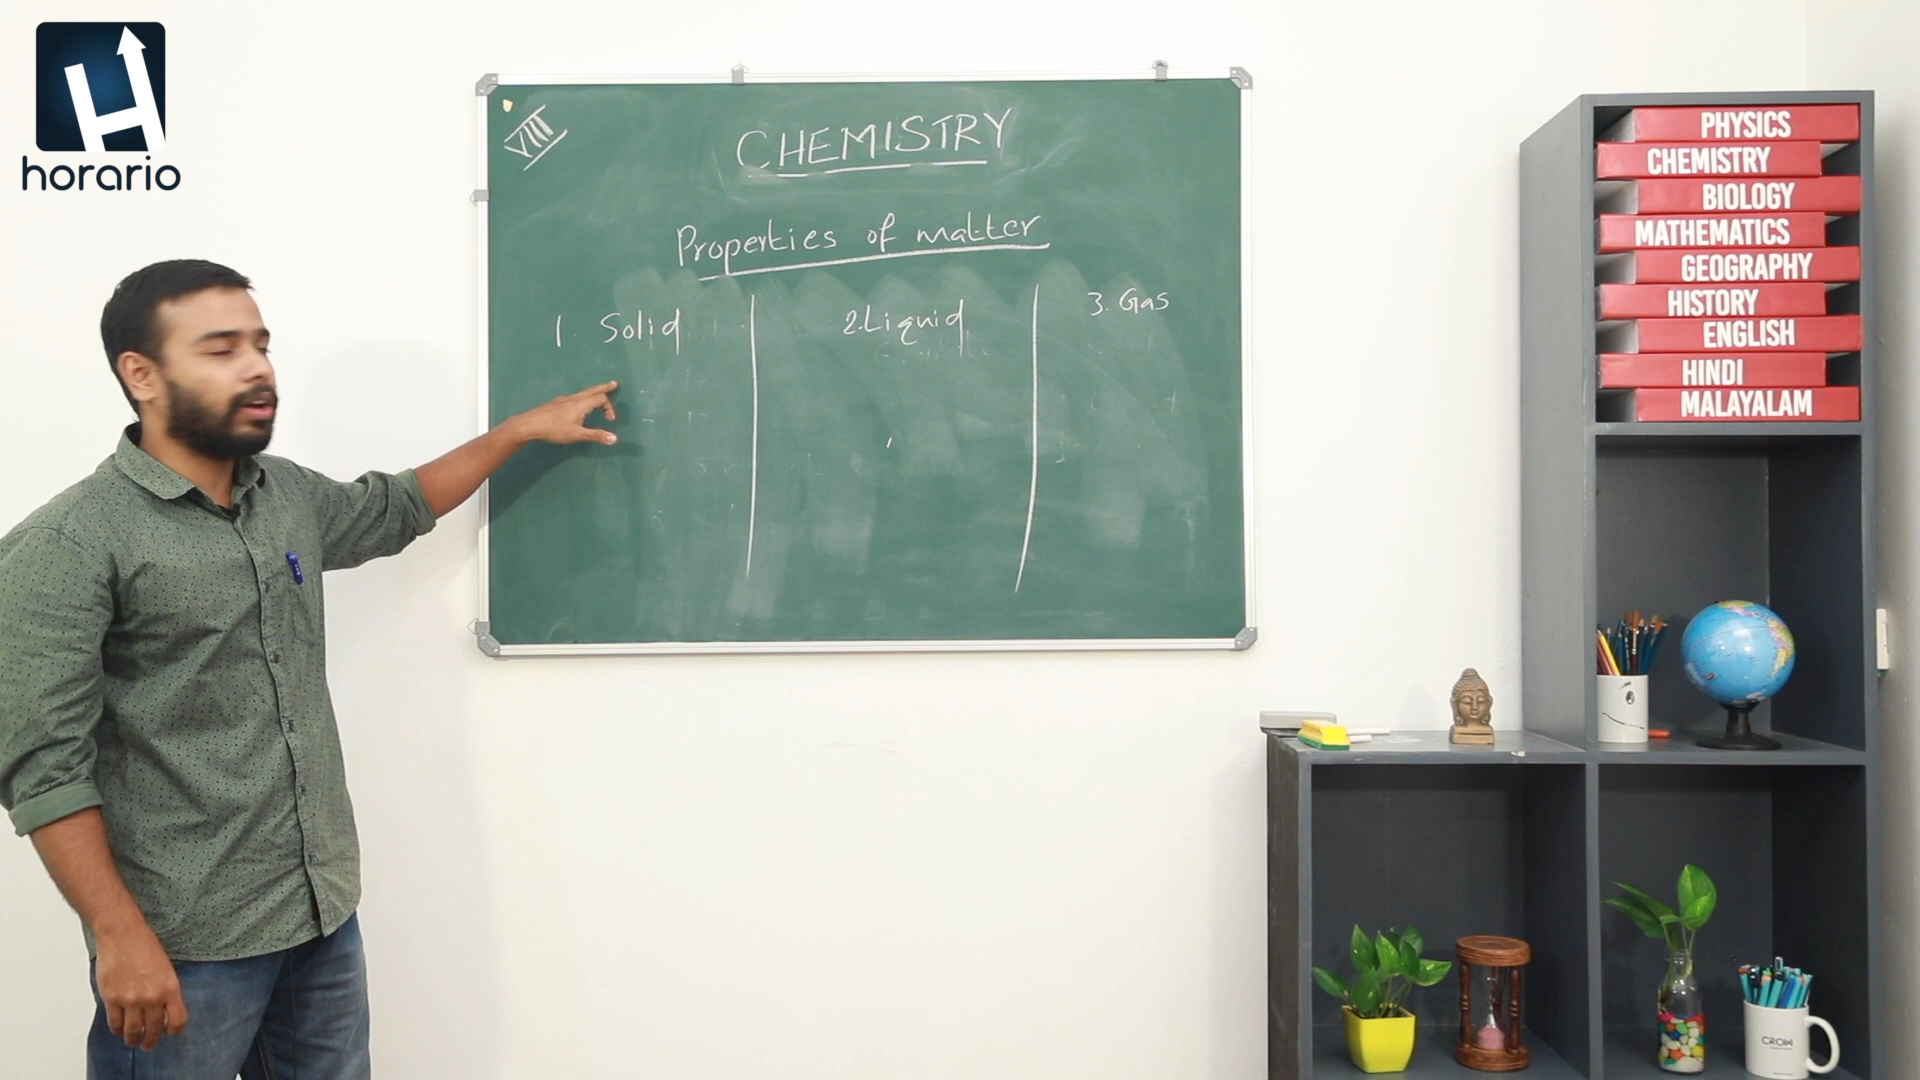 horario
VIII
CHEMISTRY
Properties of matter
1. Solid
2. Liquid
3. Gas
PHYSICS
CHEMISTRY
BIOLOGY
MATHEMATICS
GEOGRAPHY
HISTORY
ENGLISH
HINDI
MALAYALAM
CROW